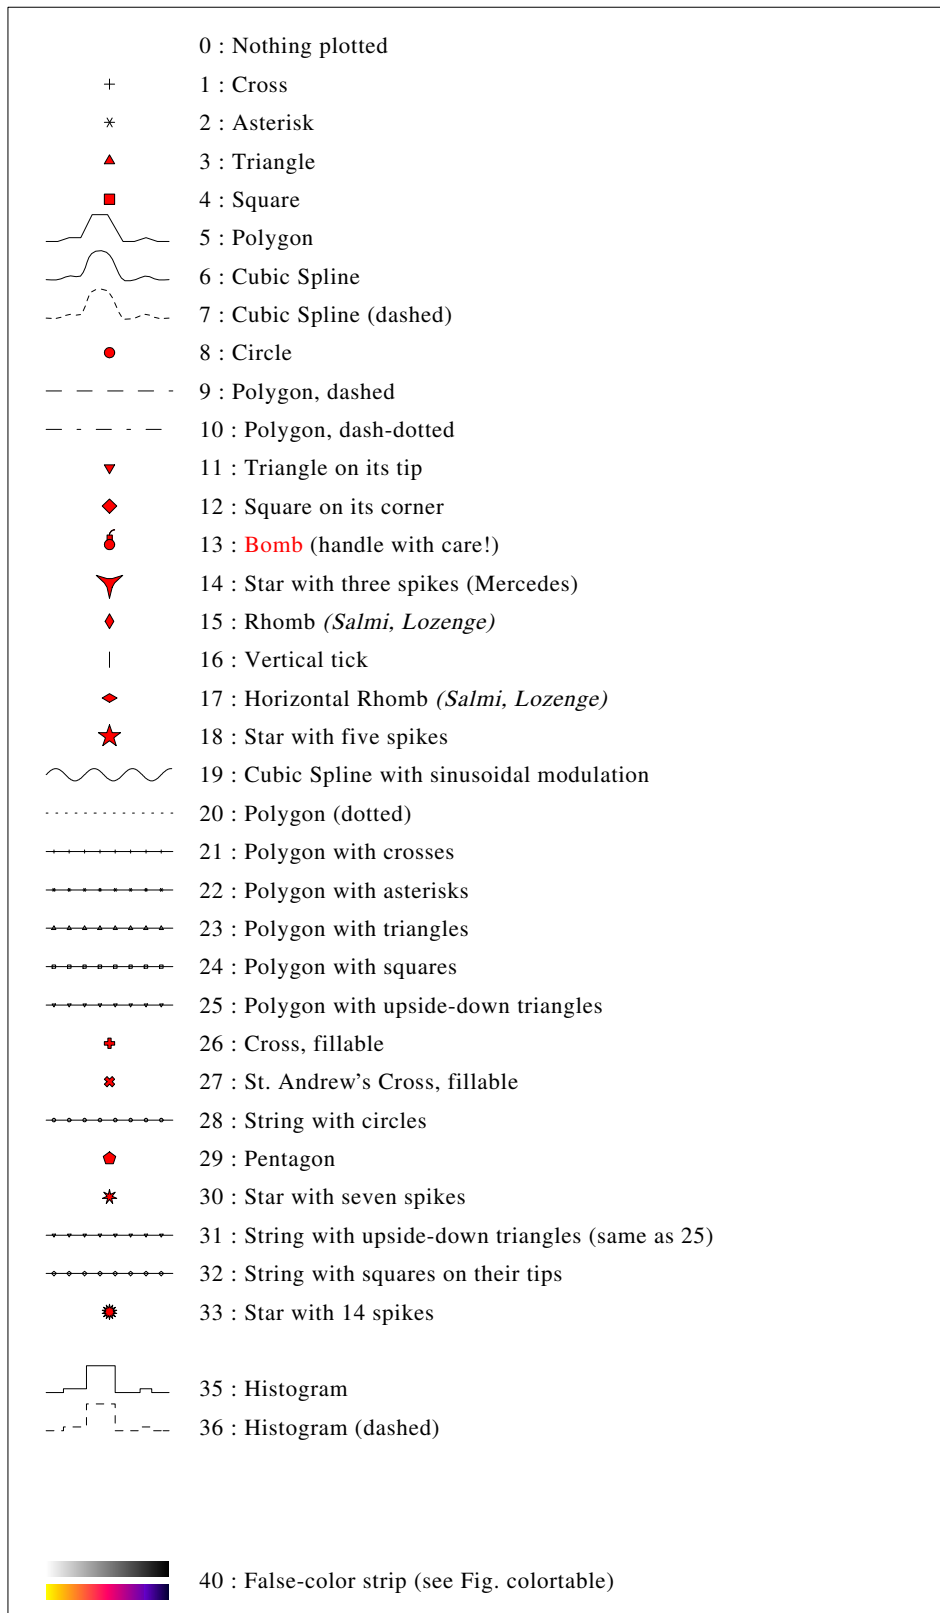 0 : Nothing plotted
1 : Cross
2 : Asterisk
3 : Triangle
4 : Square
5 : Polygon
6 : Cubic Spline
7 : Cubic Spline (dashed)
8 : Circle
9 : Polygon, dashed
10 : Polygon, dash-dotted
11 : Triangle on its tip
12 : Square on its corner
13 : Bomb (handle with care!)
14 : Star with three spikes (Mercedes)
15 : Rhomb (Salmi, Lozenge)
16 : Vertical tick
17 : Horizontal Rhomb (Salmi, Lozenge)
18 : Star with five spikes
19 : Cubic Spline with sinusoidal modulation
20 : Polygon (dotted)
21 : Polygon with crosses
22 : Polygon with asterisks
23 : Polygon with triangles
24 : Polygon with squares
25 : Polygon with upside-down triangles
26 : Cross, fillable
27 : St. Andrew’s Cross, fillable
28 : String with circles
29 : Pentagon
30 : Star with seven spikes
31 : String with upside-down triangles (same as 25)
32 : String with squares on their tips
33 : Star with 14 spikes
35 : Histogram
36 : Histogram (dashed)
40 : False-color strip (see Fig. colortable)